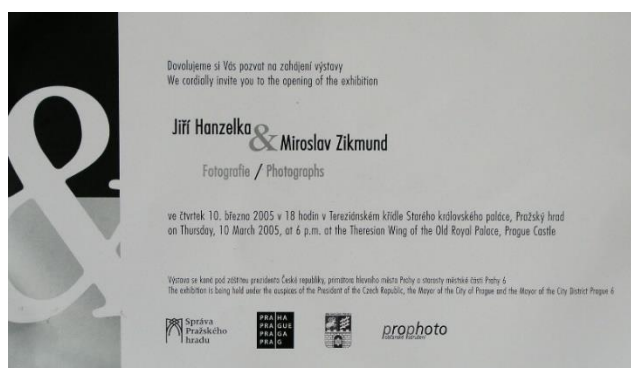 &
Dovolujeme si Vás pozvat na zahájení výstavy
We cordially invite you to the opening of the exhibition
Jiří Hanzelka & Miroslav Zikmund
Fotografie / Photographs
ve čtvrtek 10. března 2005 v 18 hodin v Tereziánském křídle Starého královského paláce, Pražský hrad
on Thursday, 10 March 2005, at 6 p.m. at the Theresian Wing of the Old Royal Palace, Prague Castle
Výstava se koná pod záštitou prezidenta České republiky, primátora hlavního města Prahy a starosty městské části Prahy 6
The exhibition is being held under the auspices of the President of the Czech Republic, the Mayor of the City of Prague and the Mayor of the City District Prague 6
Správa
Pražského
hradu
PRA HA
PRA GUE
PRA GA
PRA G
prophoto